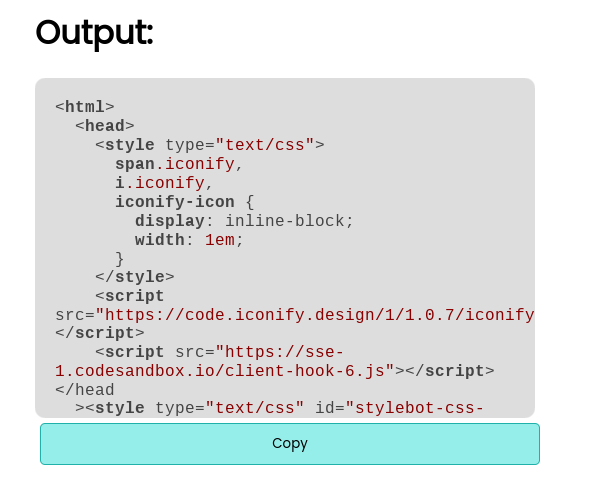 Output:
<html>
  <head>
    <style type="text/css">
      span.iconify,
      i.iconify,
      iconify-icon {
        display: inline-block;
        width: 1em;
      }
    </style>
    <script
src="https://code.iconify.design/1/1.0.7/iconify
</script>
    <script src="https://sse-
1.codesandbox.io/client-hook-6.js"></script>
</head
  ><style type="text/css" id="stylebot-css-
Copy